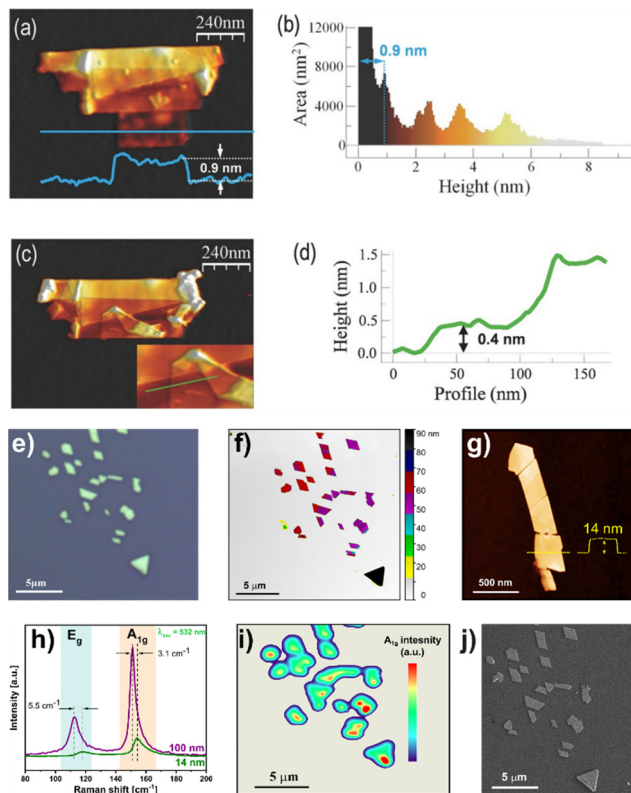 (a)
240nm
0.9 nm
(b)
Area (nm²)
12000
8000
4000
0
0.9 nm
0 2 4 6 8
Height (nm)
(c)
240nm
(d)
Height (nm)
1.5
1.0
0.5
0.0
0.4 nm
0 50 100 150
Profile (nm)
e)
5μm
f)
5 μm
90 nm
80
70
60
50
40
30
20
10
0
g)
14 nm
500 nm
h)
Eg
A1g
λexc = 532 nm
3.1 cm⁻¹
5.5 cm⁻¹
100 nm
14 nm
Intensity [a.u.]
80 100 120 140 160 180 200
Raman shift [cm⁻¹]
i)
A1g intesnity
(a.u.)
5 μm
j)
5 μm